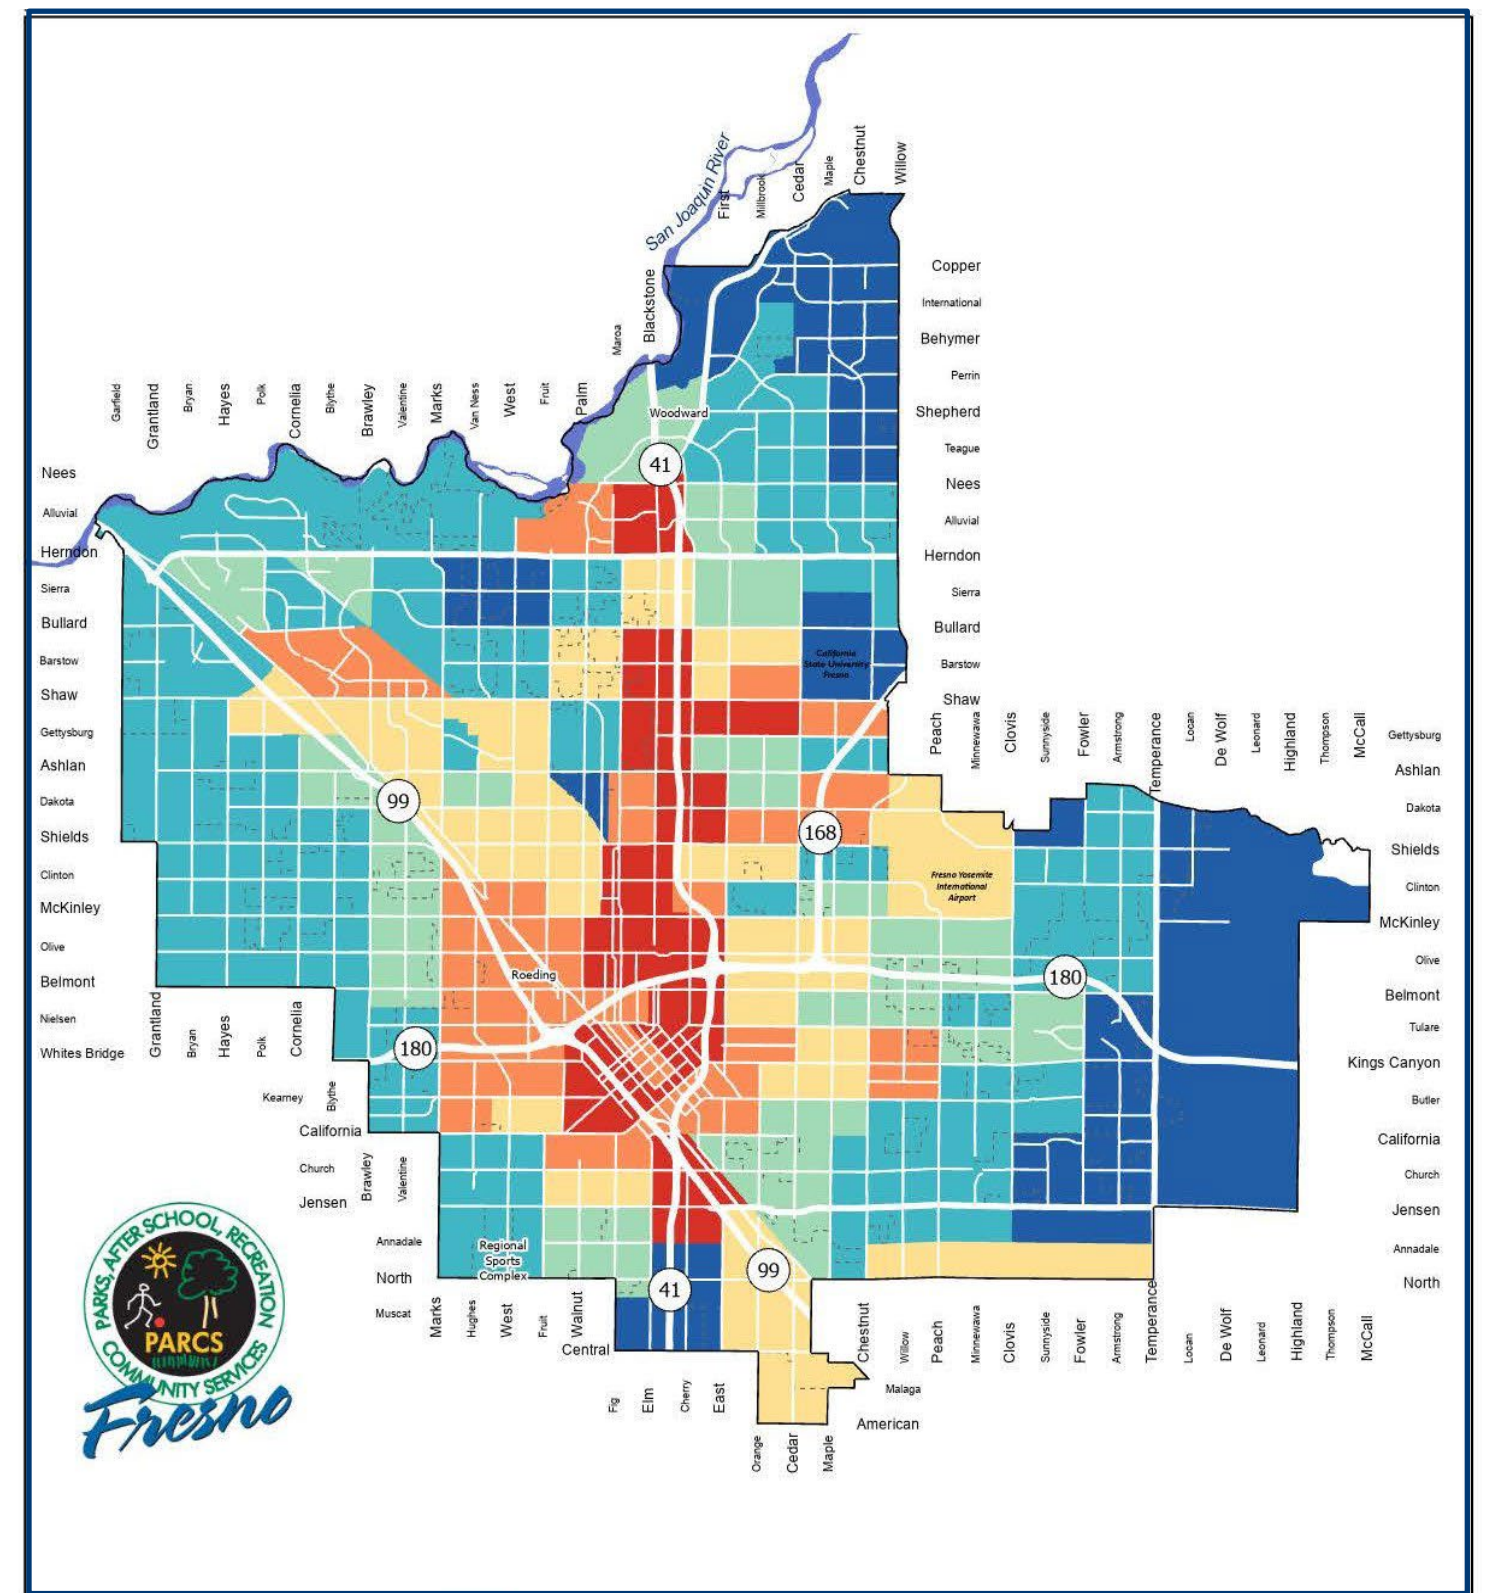 San Joaquin River
First
Millbrook
Cedar
Maple
Chestnut
Willow
Copper
International
Behymer
Perrin
Shepherd
Teague
Nees
Alluvial
Herndon
Sierra
Bullard
Barstow
Shaw
Maroa
Blackstone
Garfield
Grantland
Bryan
Hayes
Polk
Cornelia
Blythe
Brawley
Valentine
Marks
Van Ness
West
Fruit
Palm
Woodward
41
Nees
Alluvial
Herndon
Sierra
Bullard
Barstow
Shaw
Gettysburg
Ashlan
Dakota
Shields
Clinton
McKinley
Olive
Belmont
Nielsen
Whites Bridge
California
State University
Fresno
Peach
Minnewawa
Clovis
Sunnyside
Fowler
Armstrong
Temperance
Locan
De Wolf
Leonard
Highland
Thompson
McCall
Gettysburg
Ashlan
Dakota
Shields
Clinton
McKinley
Olive
Belmont
Tulare
Kings Canyon
Butler
California
Church
Jensen
Annadale
North
99
168
Fresno Yosemite
International
Airport
Roeding
180
180
Grantland
Bryan
Hayes
Polk
Cornelia
Blythe
Kearney
California
Church
Jensen
Brawley
Valentine
Annadale
North
Muscat
Regional
Sports
Complex
41
99
Marks
Hughes
West
Fruit
Walnut
Central
Fig
Elm
Cherry
East
Orange
Cedar
Maple
Malaga
American
Chestnut
Willow
Peach
Minnewawa
Clovis
Sunnyside
Fowler
Armstrong
Temperance
Locan
De Wolf
Leonard
Highland
Thompson
McCall
PARKS, AFTER SCHOOL, RECREATION
COMMUNITY SERVICES
PARCS
Fresno